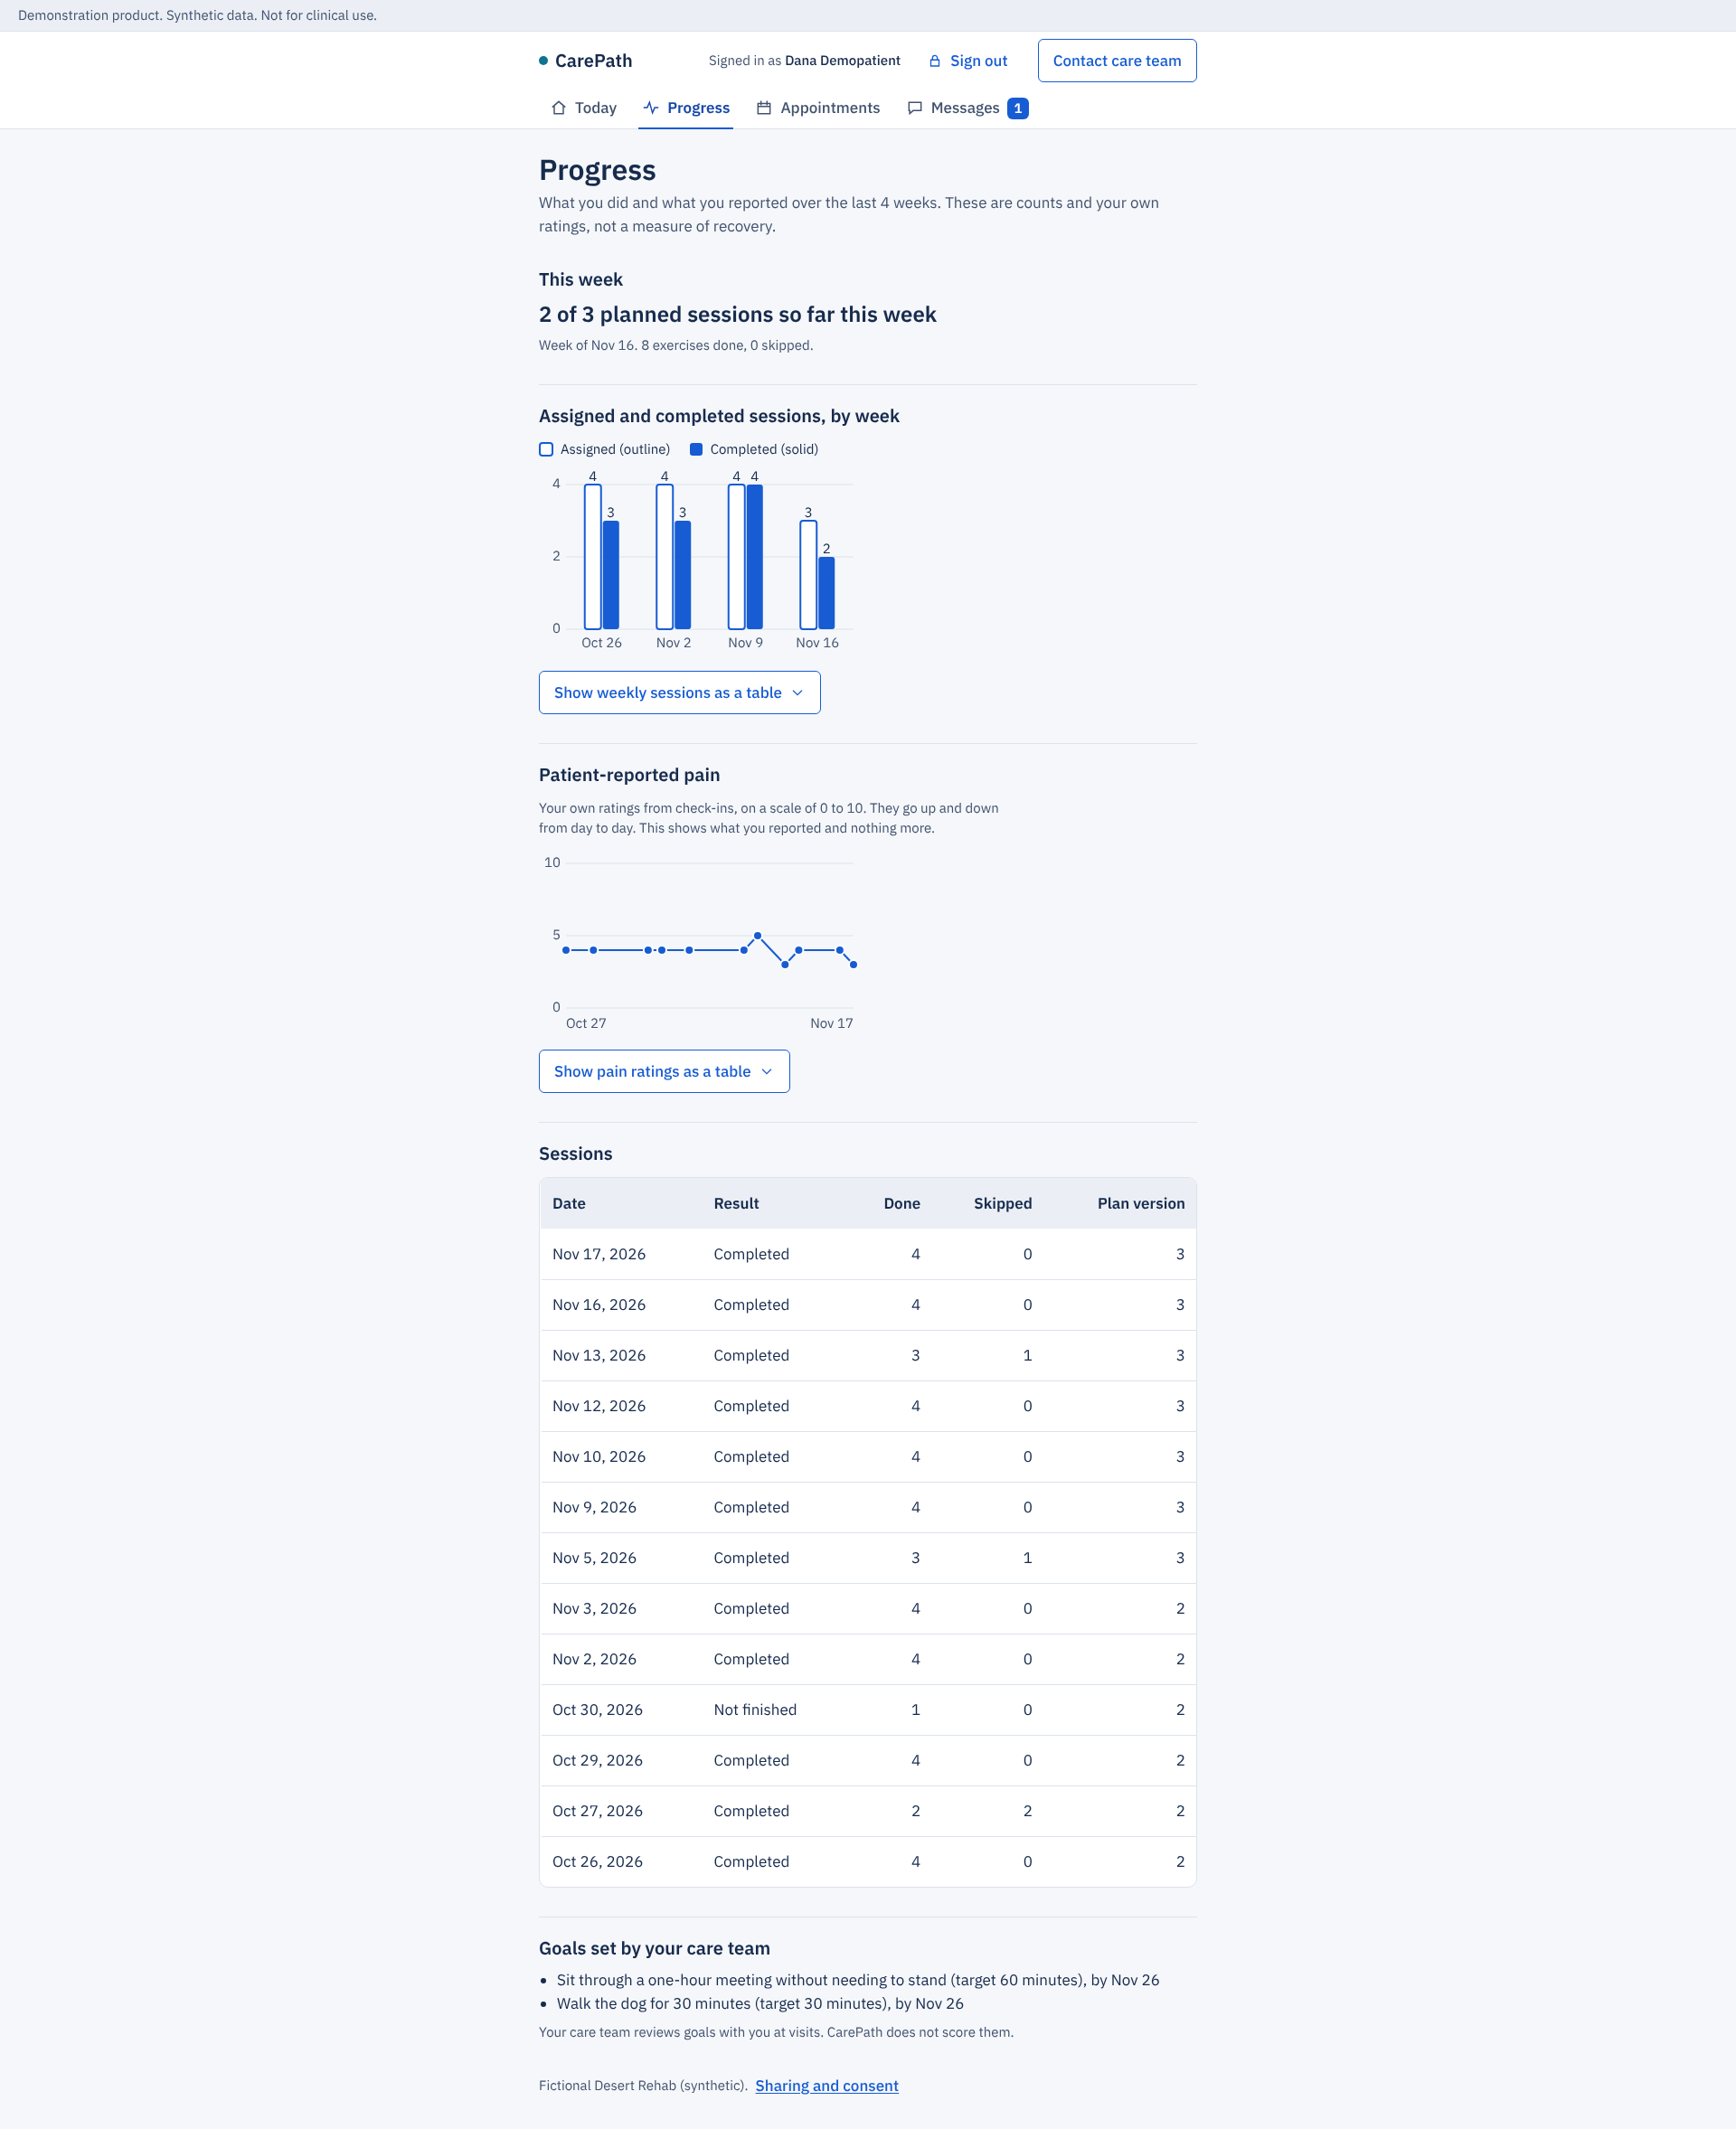 Demonstration product. Synthetic data. Not for clinical use.
CarePath
Signed in as Dana Demopatient
Sign out
Contact care team
Today
Progress
Appointments
Messages 1
Progress
What you did and what you reported over the last 4 weeks. These are counts and your own
ratings, not a measure of recovery.
This week
2 of 3 planned sessions so far this week
Week of Nov 16. 8 exercises done, 0 skipped.
Assigned and completed sessions, by week
Assigned (outline) Completed (solid)
4 4 3 4 3 4 4 3 2
2
0
Oct 26 Nov 2 Nov 9 Nov 16
Show weekly sessions as a table
Patient-reported pain
Your own ratings from check-ins, on a scale of 0 to 10. They go up and down
from day to day. This shows what you reported and nothing more.
10
5
0
Oct 27 Nov 17
Show pain ratings as a table
Sessions
Date Result Done Skipped Plan version
Nov 17, 2026 Completed 4 0 3
Nov 16, 2026 Completed 4 0 3
Nov 13, 2026 Completed 3 1 3
Nov 12, 2026 Completed 4 0 3
Nov 10, 2026 Completed 4 0 3
Nov 9, 2026 Completed 4 0 3
Nov 5, 2026 Completed 3 1 3
Nov 3, 2026 Completed 4 0 2
Nov 2, 2026 Completed 4 0 2
Oct 30, 2026 Not finished 1 0 2
Oct 29, 2026 Completed 4 0 2
Oct 27, 2026 Completed 2 2 2
Oct 26, 2026 Completed 4 0 2
Goals set by your care team
• Sit through a one-hour meeting without needing to stand (target 60 minutes), by Nov 26
• Walk the dog for 30 minutes (target 30 minutes), by Nov 26
Your care team reviews goals with you at visits. CarePath does not score them.
Fictional Desert Rehab (synthetic). Sharing and consent